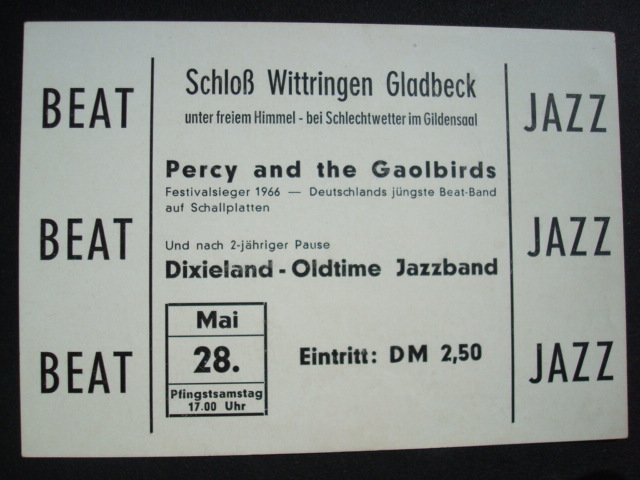 BEAT
BEAT
BEAT
Schloß Wittringen Gladbeck
unter freiem Himmel - bei Schlechtwetter im Gildensaal
Percy and the Gaolbirds
Festivalsieger 1966 — Deutschlands jüngste Beat-Band
auf Schallplatten
Und nach 2-jähriger Pause
Dixieland - Oldtime Jazzband
Mai
28.
Pfingstsamstag
17.00 Uhr
Eintritt: DM 2,50
JAZZ
JAZZ
JAZZ